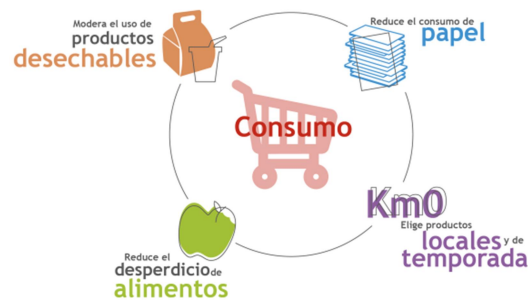 Modera el uso de
productos
desechables
Reduce el consumo de
papel
Consumo
Km0
Elige productos
locales y de
temporada
Reduce el
desperdicio de
alimentos